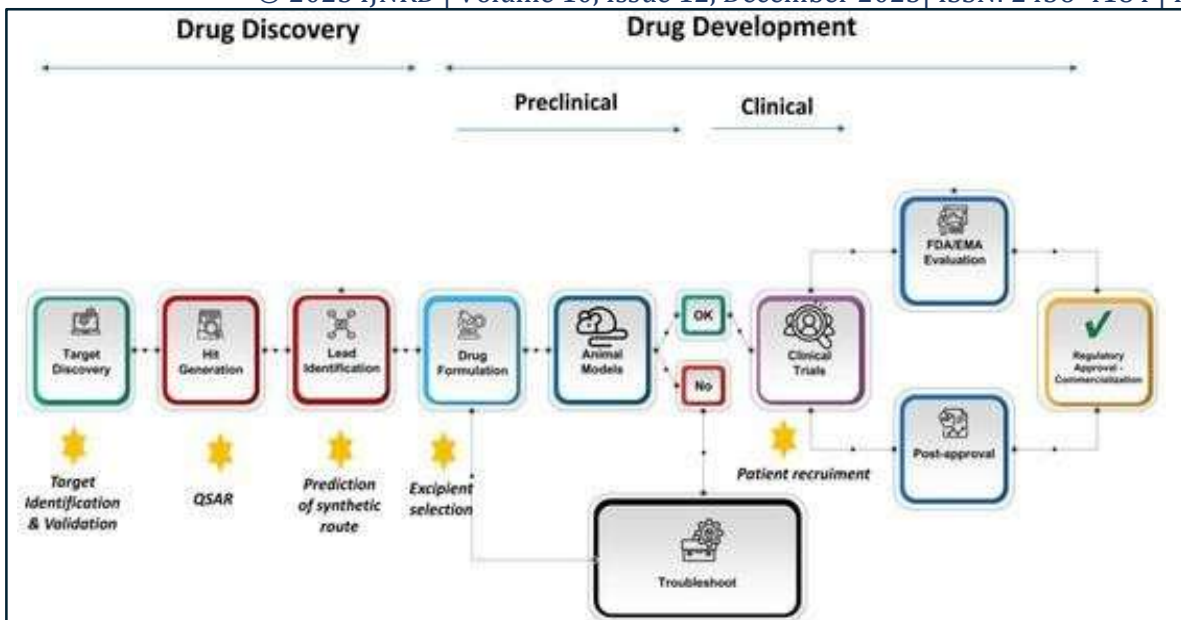 Drug Discovery
Drug Development
Preclinical
Clinical
FDA/EMA
Evaluation
Target
Discovery
Hit
Generation
Lead
Identification
Drug
Formulation
Animal
Models
OK
No
Clinical
Trials
Regulatory
Approval -
Commercialization
Post-approval
Target
Identification
& Validation
QSAR
Prediction
of synthetic
route
Excipient
selection
Patient recruiment
Troubleshoot